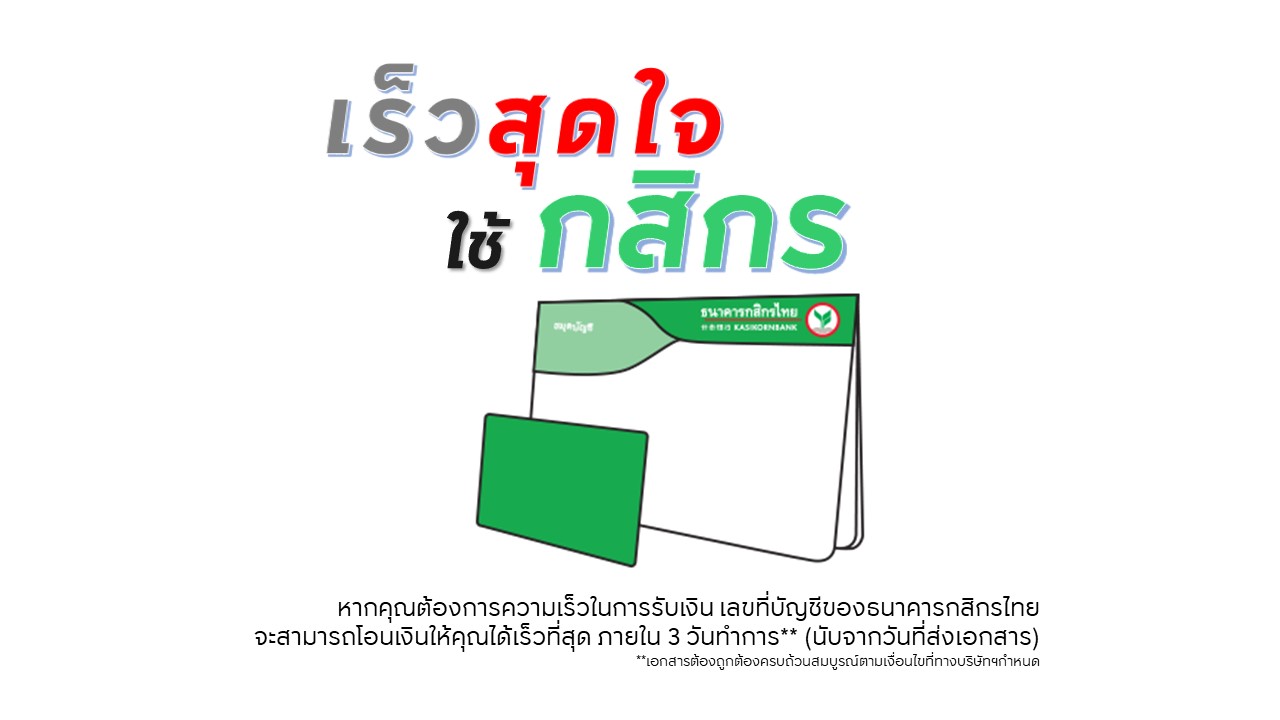 เร็วสุดใจ
ใช้ กสิกร
สมุดบัญชี
ธนาคารกสิกรไทย
KASIKORNBANK
หากคุณต้องการความเร็วในการรับเงิน เลขที่บัญชีของธนาคารกสิกรไทย
จะสามารถโอนเงินให้คุณได้เร็วที่สุด ภายใน 3 วันทำการ** (นับจากวันที่ส่งเอกสาร)
**เอกสารต้องถูกต้องครบถ้วนสมบูรณ์ตามเงื่อนไขที่ทางบริษัทฯกำหนด